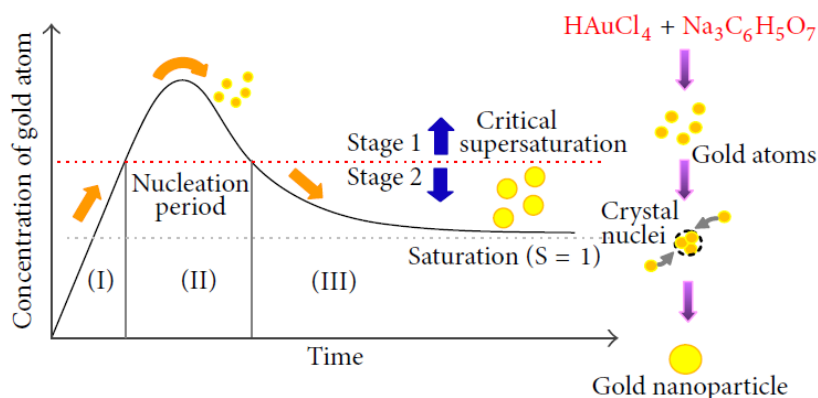 Concentration of gold atom
Stage 1
Critical
supersaturation
Stage 2
Nucleation
period
Saturation (S = 1)
(I)
(II)
(III)
Time
HAuCl₄ + Na₃C₆H₅O₇
Gold atoms
Crystal
nuclei
Gold nanoparticle